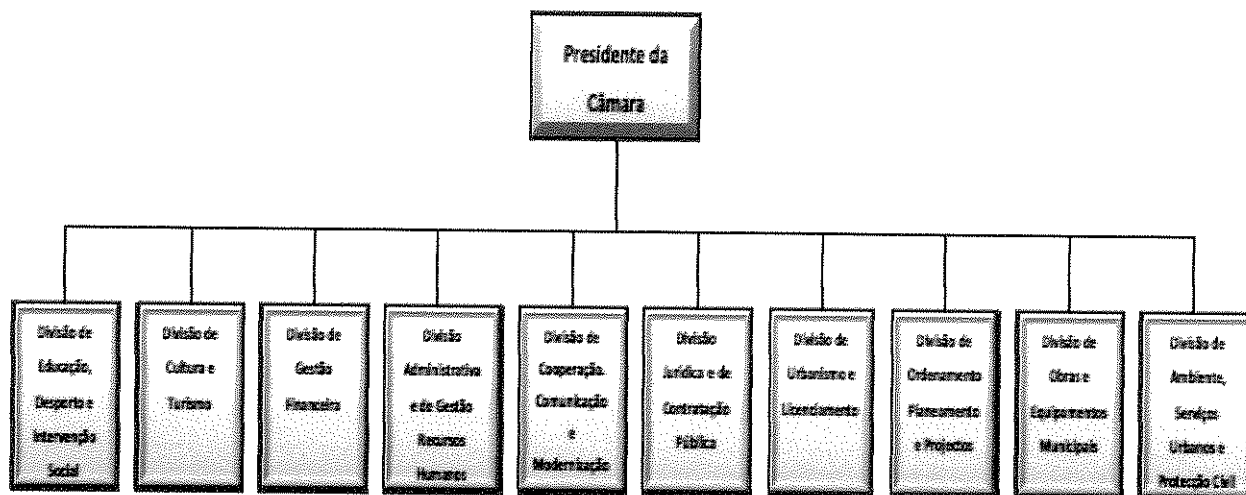 Presidente da
Câmara
Divisão de
Educação,
Desporto e
Intervenção
Social
Divisão de
Cultura e
Turismo
Divisão de
Gestão
Financeira
Divisão
Administrativa
e de Gestão
Recursos
Humanos
Divisão de
Cooperação,
Comunicação
e
Modernização
Divisão
Jurídica e de
Contratação
Pública
Divisão de
Urbanismo e
Licenciamento
Divisão de
Ordenamento
Planeamento
e Projectos
Divisão de
Obras e
Equipamentos
Municipais
Divisão de
Ambiente,
Serviços
Urbanos e
Protecção Civil